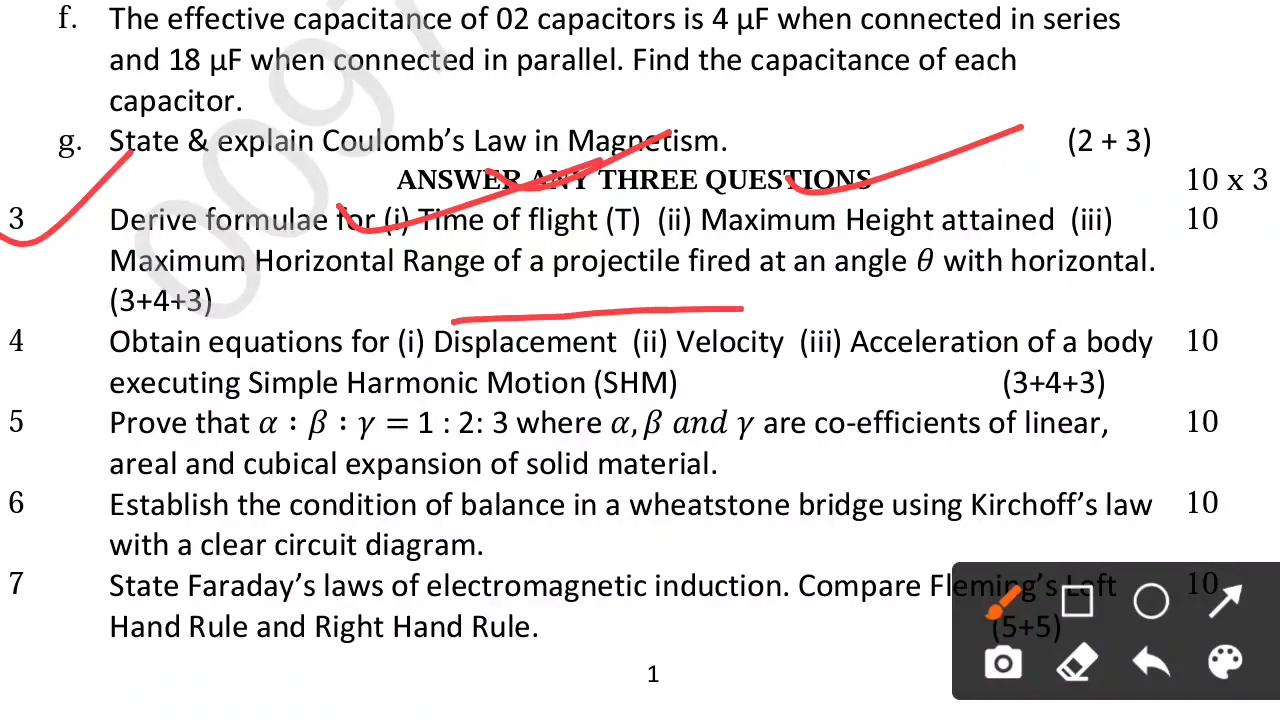 f. The effective capacitance of 02 capacitors is 4 µF when connected in series
and 18 µF when connected in parallel. Find the capacitance of each
capacitor.
g. State & explain Coulomb’s Law in Magnetism. (2 + 3)
ANSWER ANY THREE QUESTIONS 10 x 3
3 Derive formulae for (i) Time of flight (T) (ii) Maximum Height attained (iii) 10
Maximum Horizontal Range of a projectile fired at an angle θ with horizontal.
(3+4+3)
4 Obtain equations for (i) Displacement (ii) Velocity (iii) Acceleration of a body 10
executing Simple Harmonic Motion (SHM) (3+4+3)
5 Prove that α : β : γ = 1 : 2: 3 where α, β and γ are co-efficients of linear, 10
areal and cubical expansion of solid material.
6 Establish the condition of balance in a wheatstone bridge using Kirchoff’s law 10
with a clear circuit diagram.
7 State Faraday’s laws of electromagnetic induction. Compare Fleming’s Left 10
Hand Rule and Right Hand Rule. (5+5)
1
0097